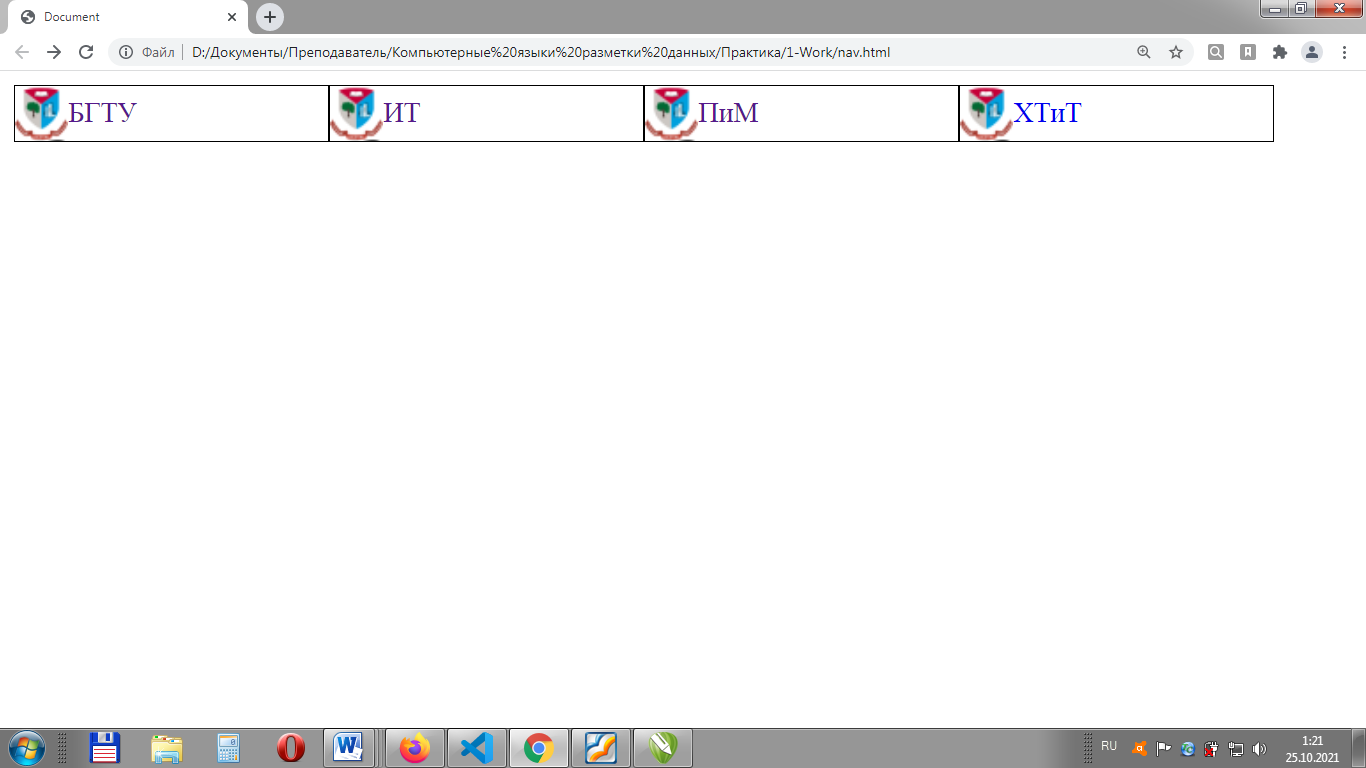 Document
Файл D:/Документы/Преподаватель/Компьютерные%20языки%20разметки%20данных/Практика/1-Work/nav.html
БГТУ ИТ ПиМ ХТиТ
RU 1:21
25.10.2021